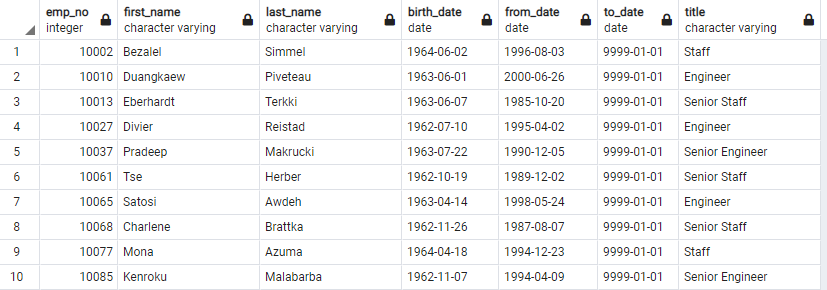 emp_no first_name last_name birth_date from_date to_date title
integer character varying character varying date date date character varying
1 10002 Bezalel Simmel 1964-06-02 1996-08-03 9999-01-01 Staff
2 10010 Duangkaew Piveteau 1963-06-01 2000-06-26 9999-01-01 Engineer
3 10013 Eberhardt Terkki 1963-06-07 1985-10-20 9999-01-01 Senior Staff
4 10027 Divier Reistad 1962-07-10 1995-04-02 9999-01-01 Engineer
5 10037 Pradeep Makrucki 1963-07-22 1990-12-05 9999-01-01 Senior Engineer
6 10061 Tse Herber 1962-10-19 1989-12-02 9999-01-01 Senior Staff
7 10065 Satosi Awdeh 1963-04-14 1998-05-24 9999-01-01 Engineer
8 10068 Charlene Brattka 1962-11-26 1987-08-07 9999-01-01 Senior Staff
9 10077 Mona Azuma 1964-04-18 1994-12-23 9999-01-01 Staff
10 10085 Kenroku Malabarba 1962-11-07 1994-04-09 9999-01-01 Senior Engineer